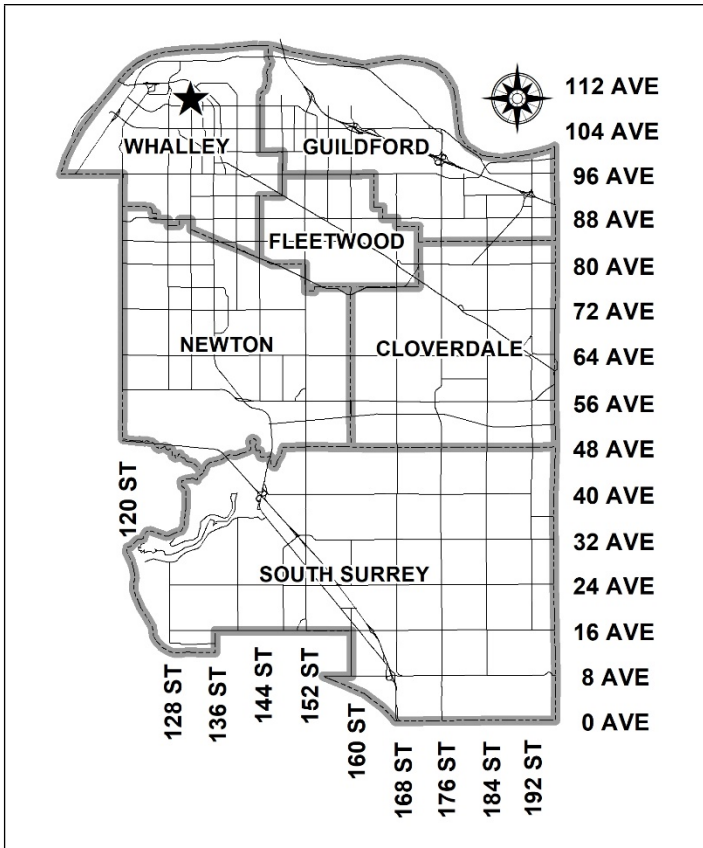 112 AVE
104 AVE
WHALLEY
GUILDFORD
96 AVE
88 AVE
FLEETWOOD
80 AVE
72 AVE
NEWTON
CLOVERDALE
64 AVE
56 AVE
48 AVE
120 ST
40 AVE
32 AVE
SOUTH SURREY
24 AVE
16 AVE
8 AVE
128 ST
136 ST
144 ST
152 ST
160 ST
0 AVE
168 ST
176 ST
184 ST
192 ST